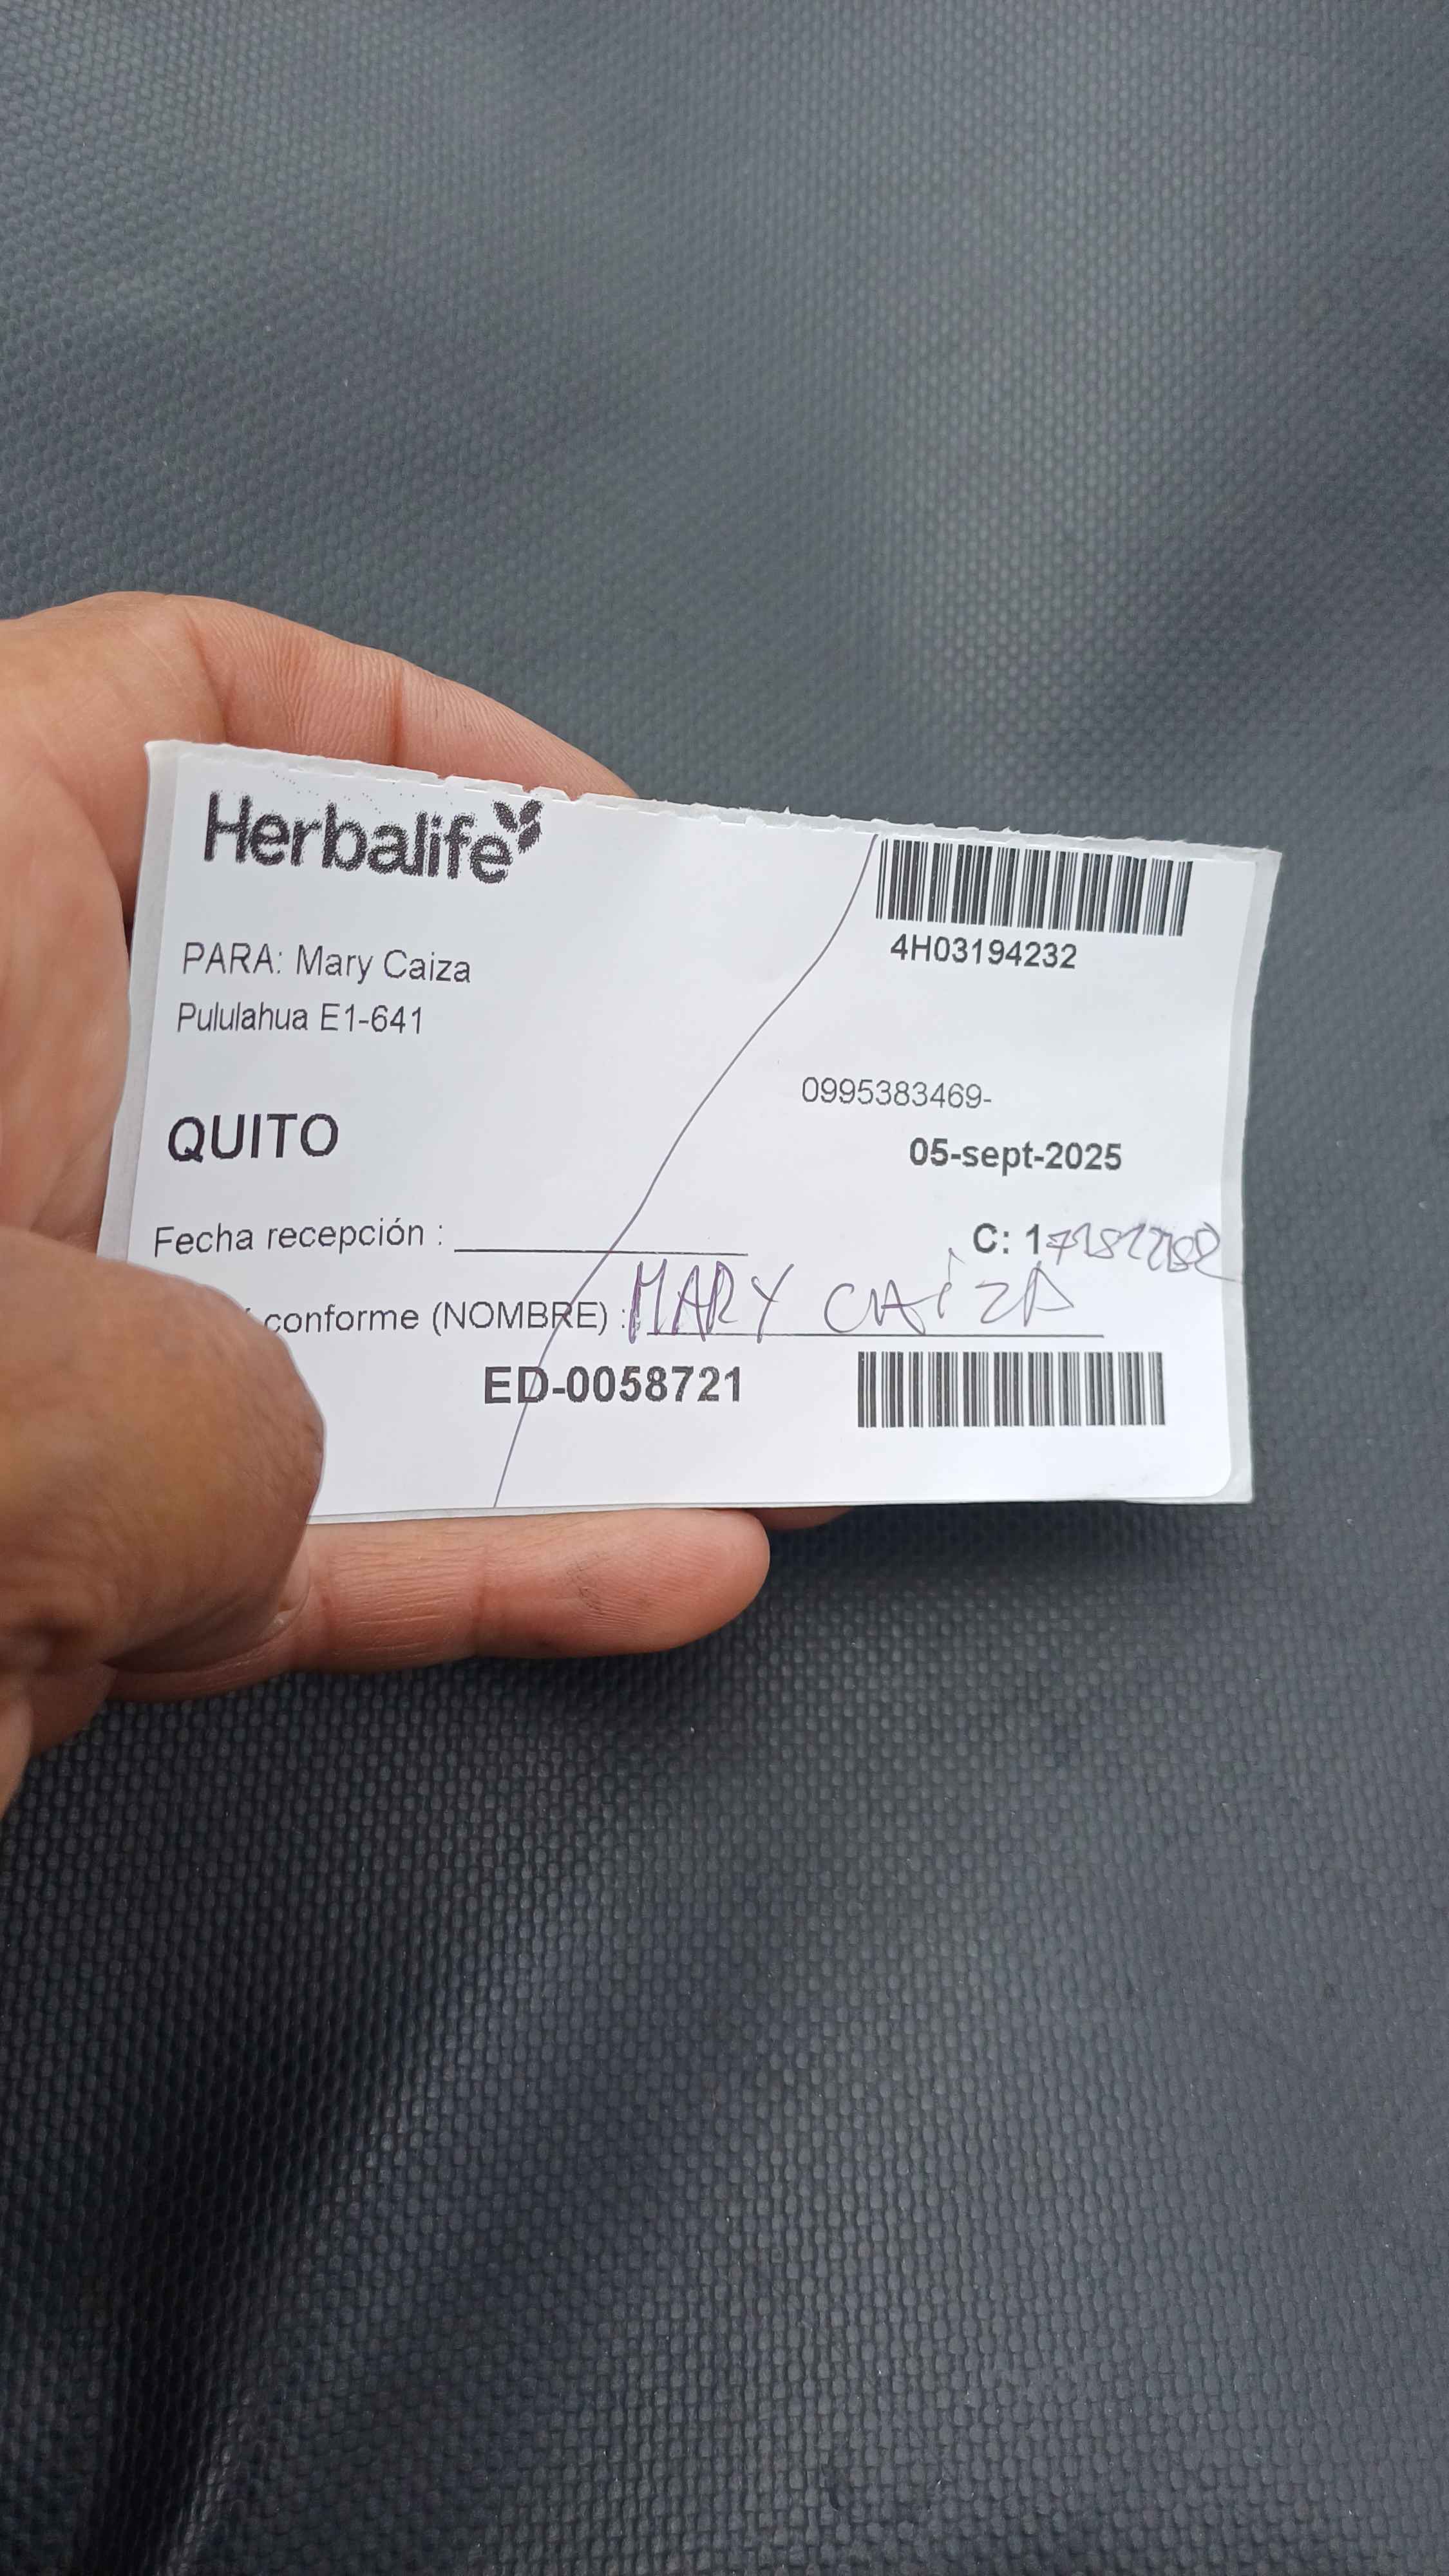 Herbalife
4H03194232
PARA: Mary Caiza
Pululahua E1-641
0995383469-
QUITO
05-sept-2025
Fecha recepción :
C: 1
conforme (NOMBRE) : MARY CAIZA
ED-0058721